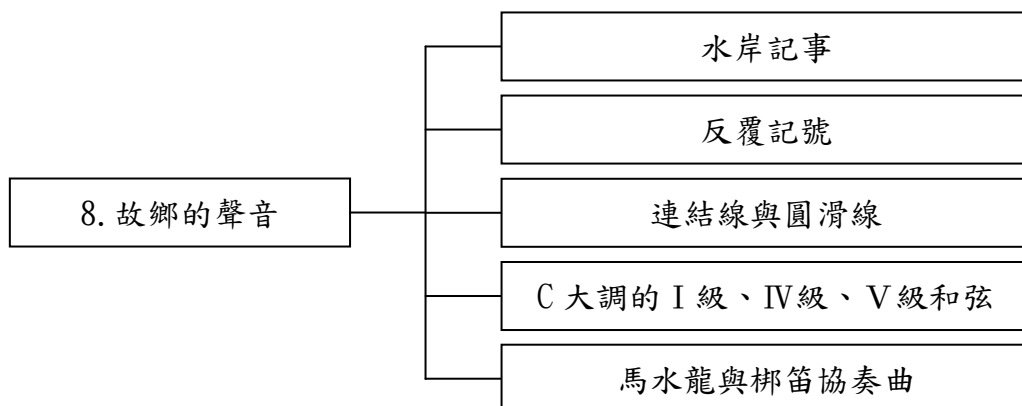 水岸記事
反覆記號
8.故鄉的聲音
連結線與圓滑線
C大調的Ⅰ級、Ⅳ級、Ⅴ級和弦
馬水龍與梆笛協奏曲